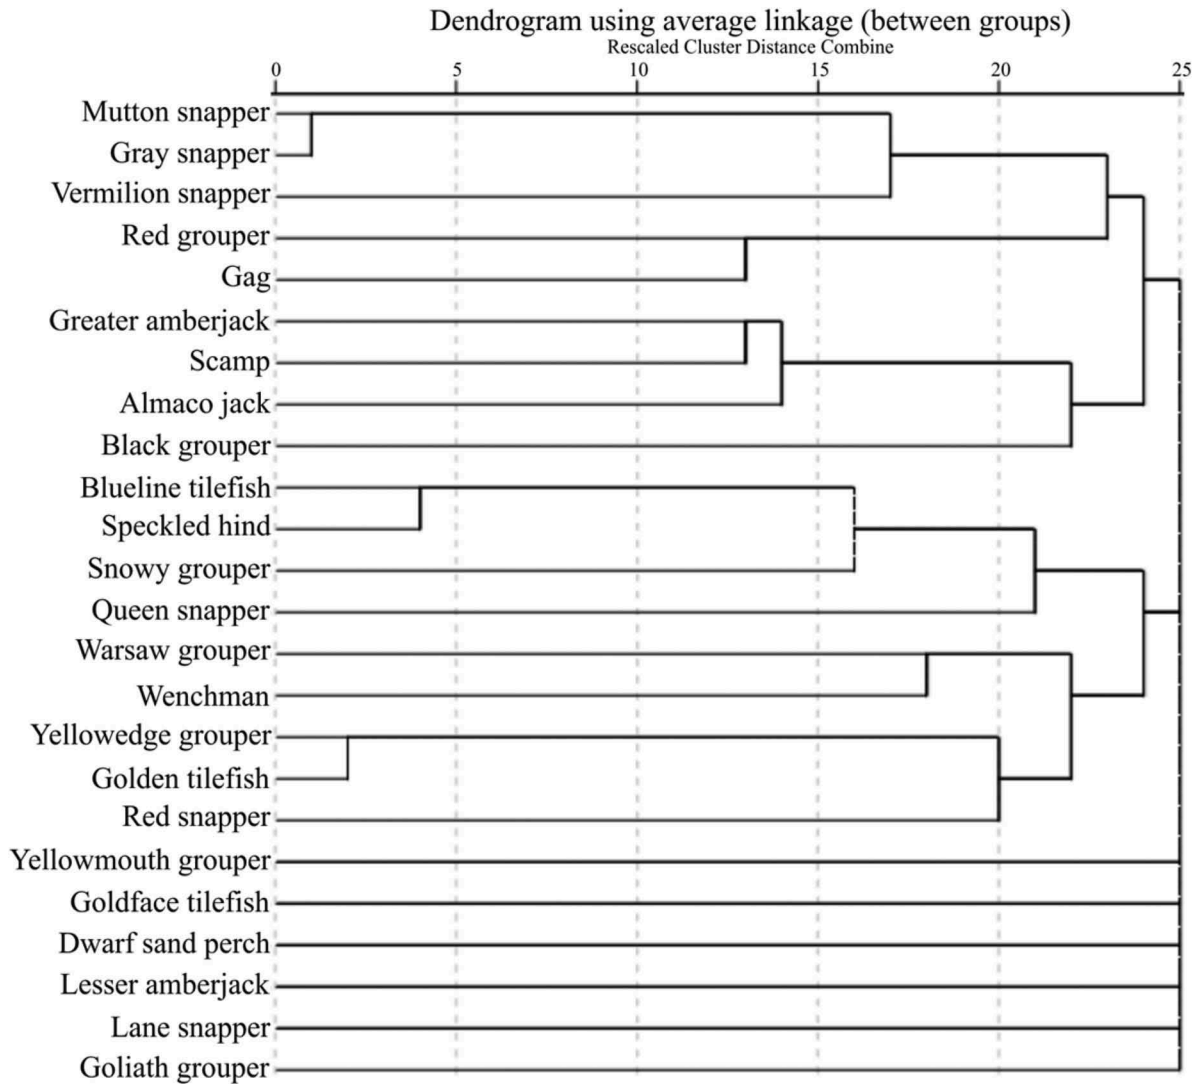 Dendrogram using average linkage (between groups)
Rescaled Cluster Distance Combine
0 5 10 15 20 25
Mutton snapper
Gray snapper
Vermilion snapper
Red grouper
Gag
Greater amberjack
Scamp
Almaco jack
Black grouper
Blueline tilefish
Speckled hind
Snowy grouper
Queen snapper
Warsaw grouper
Wenchman
Yellowedge grouper
Golden tilefish
Red snapper
Yellowmouth grouper
Goldface tilefish
Dwarf sand perch
Lesser amberjack
Lane snapper
Goliath grouper